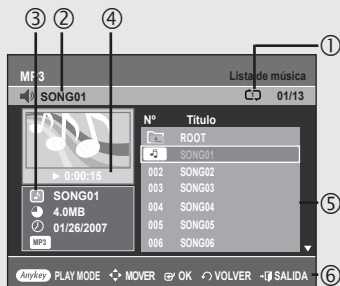 ③ ② ④ ①
MP3 Lista de música
SONG01 1 01/13
Nº Título
ROOT
SONG01
002 SONG02
003 SONG03
004 SONG04
005 SONG05
006 SONG06
▶ 0:00:15
SONG01
4.0MB
01/26/2007
MP3
⑤
Anykey PLAY MODE MOVER OK VOLVER SALIDA ⑥